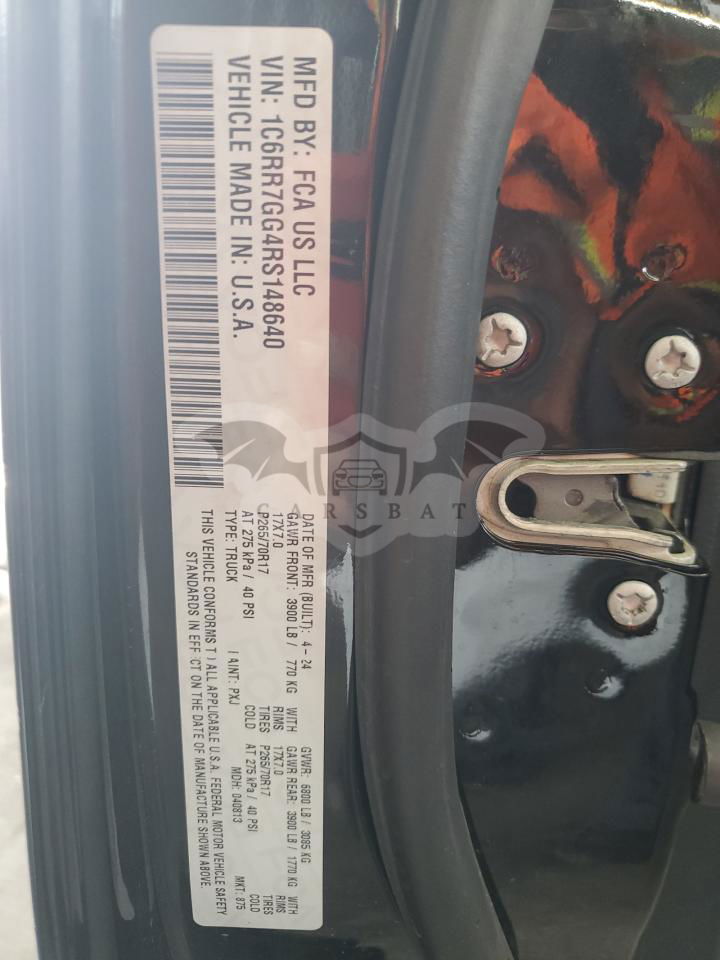 MFD BY: FCA US LLC
VIN: 1C6RR7GG4RS148640
VEHICLE MADE IN: U.S.A.
DATE OF MFR (BUILT): 4-24 GVWR: 6800 LB / 3085 KG
GAWR FRONT: 3900 LB / 770 KG WITH GAWR REAR: 3900 LB / 1770 KG WITH
17X7.0 RIMS 17X7.0 RIMS
P265/70R17 TIRES P265/70R17 TIRES
AT 275 kPa / 40 PSI COLD AT 275 kPa / 40 PSI COLD
TYPE: TRUCK AINT: PXJ MDH: 040813 MKT: 875
THIS VEHICLE CONFORMS T ALL APPLICABLE U.S.A. FEDERAL MOTOR VEHICLE SAFETY
STANDARDS IN EFF CT ON THE DATE OF MANUFACTURE SHOWN ABOVE.
CARSBAT